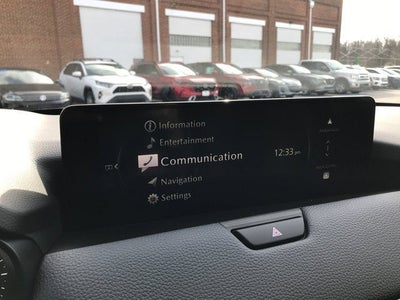 Information
Entertainment
Communication
12:33 pm
Navigation
Settings